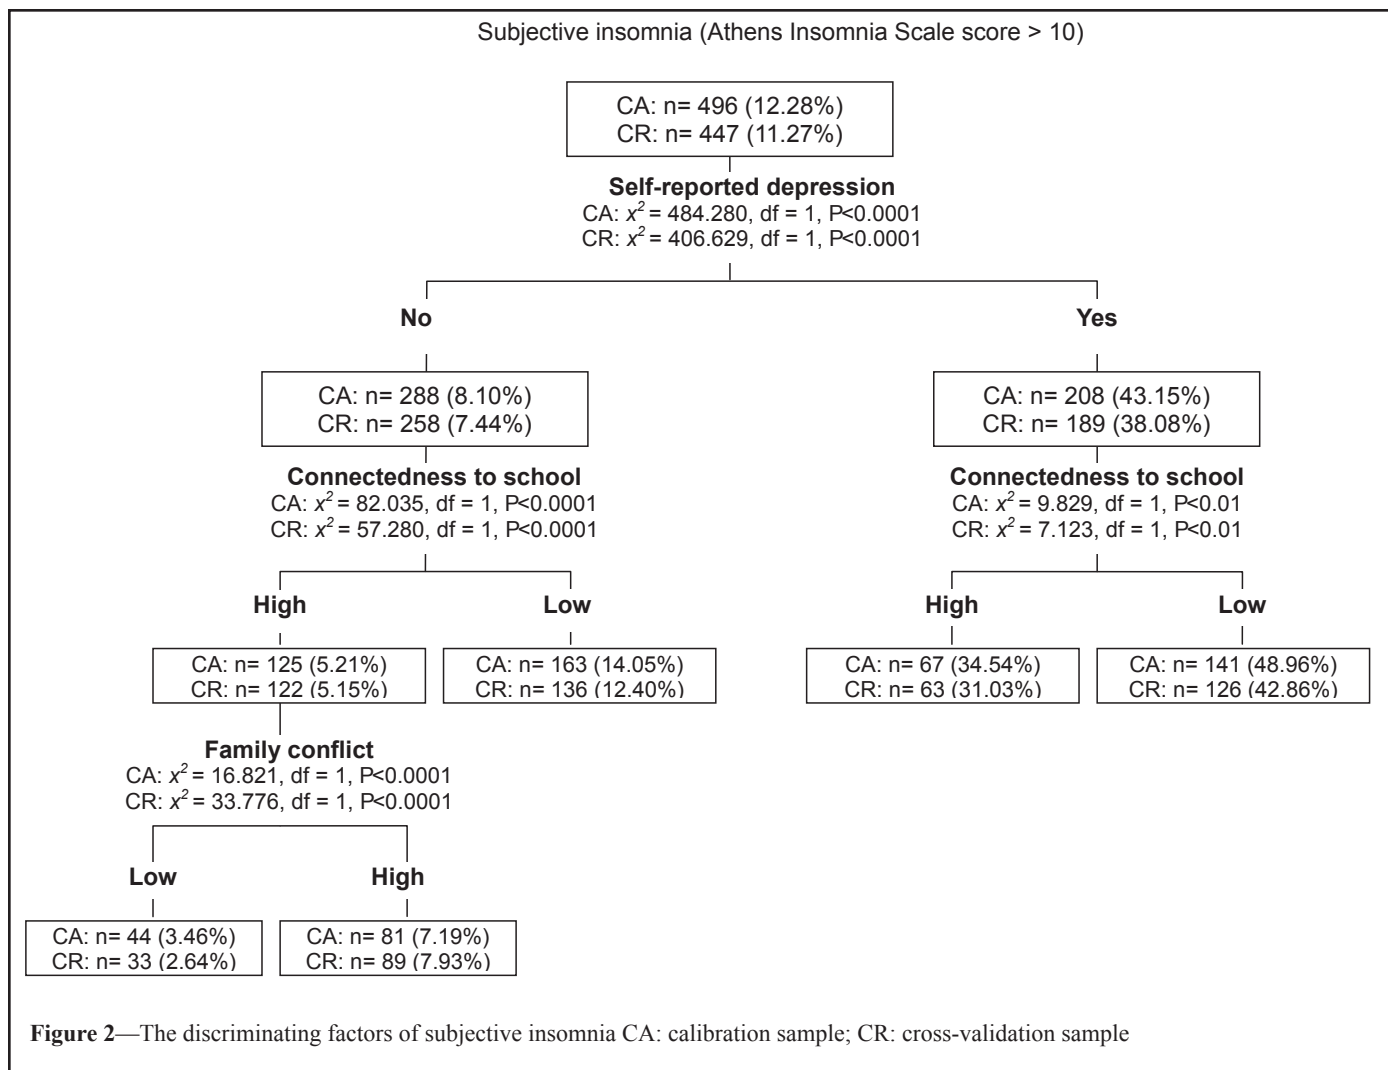 Subjective insomnia (Athens Insomnia Scale score > 10)
CA: n= 496 (12.28%)
CR: n= 447 (11.27%)
Self-reported depression
CA: x² = 484.280, df = 1, P<0.0001
CR: x² = 406.629, df = 1, P<0.0001
No
Yes
CA: n= 288 (8.10%)
CR: n= 258 (7.44%)
CA: n= 208 (43.15%)
CR: n= 189 (38.08%)
Connectedness to school
CA: x² = 82.035, df = 1, P<0.0001
CR: x² = 57.280, df = 1, P<0.0001
Connectedness to school
CA: x² = 9.829, df = 1, P<0.01
CR: x² = 7.123, df = 1, P<0.01
High
Low
High
Low
CA: n= 125 (5.21%)
CR: n= 122 (5.15%)
CA: n= 163 (14.05%)
CR: n= 136 (12.40%)
CA: n= 67 (34.54%)
CR: n= 63 (31.03%)
CA: n= 141 (48.96%)
CR: n= 126 (42.86%)
Family conflict
CA: x² = 16.821, df = 1, P<0.0001
CR: x² = 33.776, df = 1, P<0.0001
Low
High
CA: n= 44 (3.46%)
CR: n= 33 (2.64%)
CA: n= 81 (7.19%)
CR: n= 89 (7.93%)
Figure 2—The discriminating factors of subjective insomnia CA: calibration sample; CR: cross-validation sample